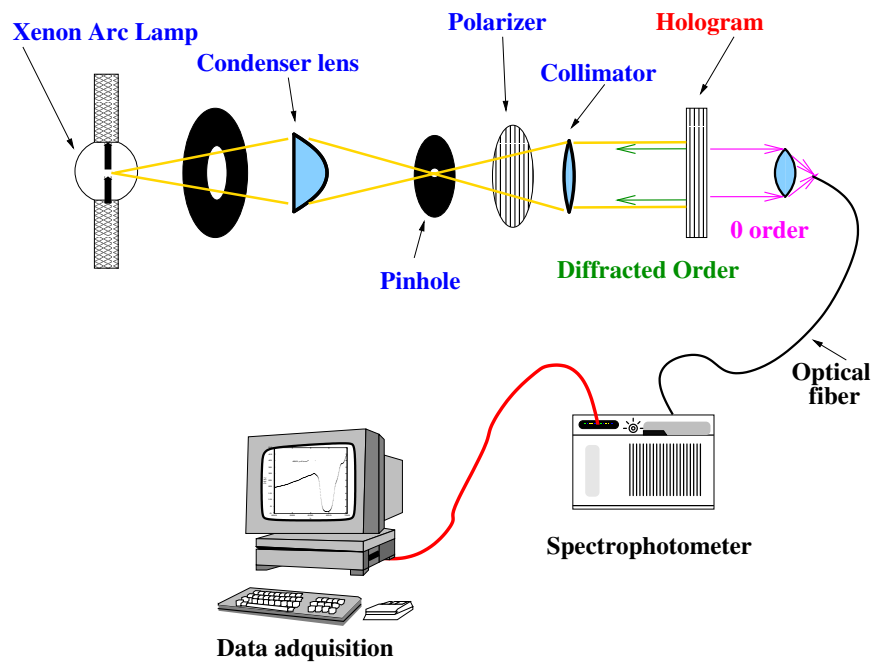 Xenon Arc Lamp
Condenser lens
Polarizer
Hologram
Collimator
0 order
Diffracted Order
Pinhole
Optical
fiber
Spectrophotometer
Data adquisition